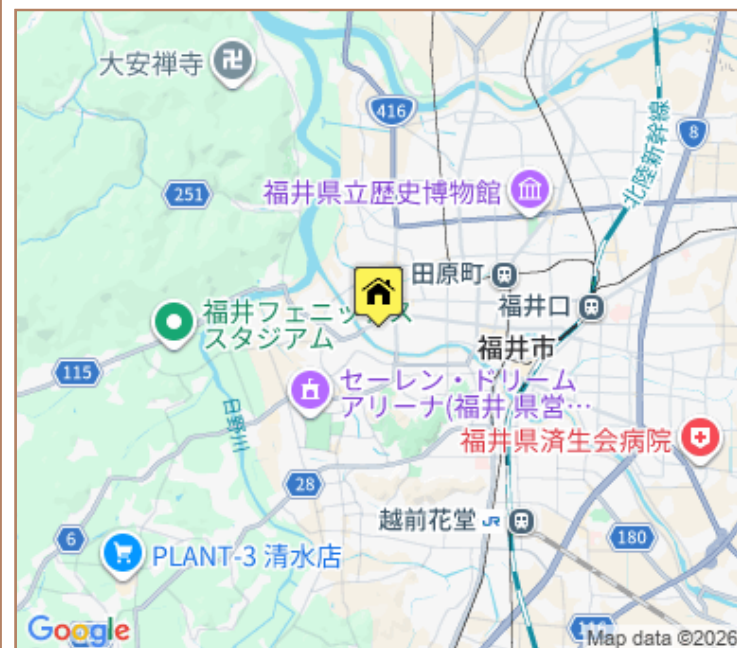 大安禅寺
416
8
北陸新幹線
251
福井県立歴史博物館
田原町
福井口
福井フェニックス
スタジアム
福井市
115
セーレン・ドリーム
アリーナ(福井 県営…
日野川
福井県済生会病院
28
越前花堂 JR
6
180
PLANT-3 清水店
Google
Map data ©2026